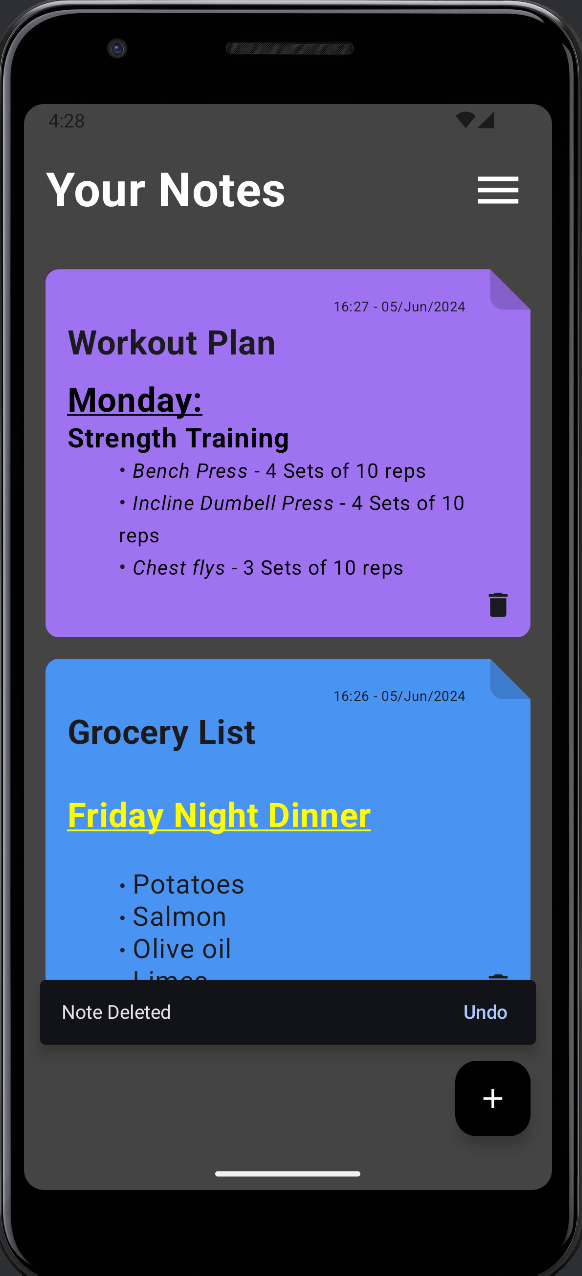 4:28
Your Notes
16:27 - 05/Jun/2024
Workout Plan
Monday:
Strength Training
• Bench Press - 4 Sets of 10 reps
• Incline Dumbell Press - 4 Sets of 10
reps
• Chest flys - 3 Sets of 10 reps
16:26 - 05/Jun/2024
Grocery List
Friday Night Dinner
• Potatoes
• Salmon
• Olive oil
• Limes
Note Deleted
Undo
+